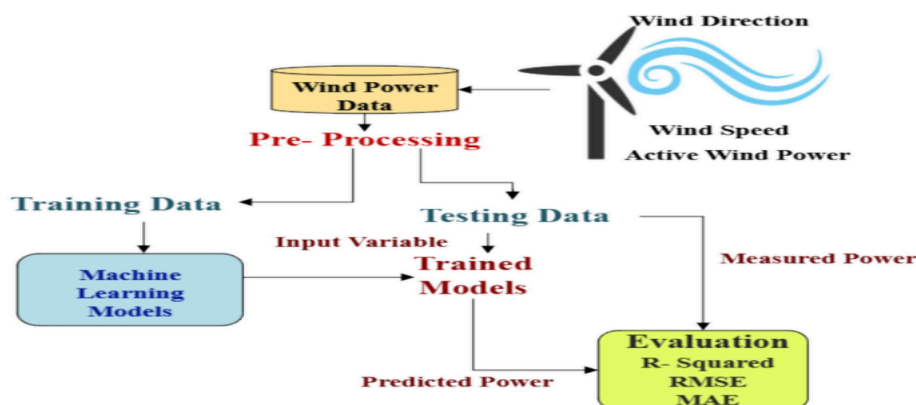 Wind Direction
Wind Power
Data
Wind Speed
Active Wind Power
Pre- Processing
Training Data
Testing Data
Input Variable
Measured Power
Machine
Learning
Models
Trained
Models
Predicted Power
Evaluation
R- Squared
RMSE
MAE